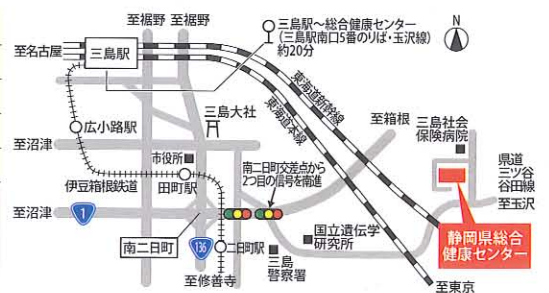 至裾野
至裾野
三島駅～総合健康センター
(三島駅南口5番のりば・玉沢線)
約20分
N
至名古屋
三島駅
東海道新幹線
東海道本線
三島大社
至箱根
三島社会
保険病院
広小路駅
至沼津
市役所
南二日町交差点から
2つ目の信号を南進
県道
三ツ谷
谷田線
至玉沢
伊豆箱根鉄道
田町駅
至沼津
1
国立遺伝学
研究所
静岡県総合
健康センター
南二日町
136
二日町駅
三島
警察署
至修善寺
至東京